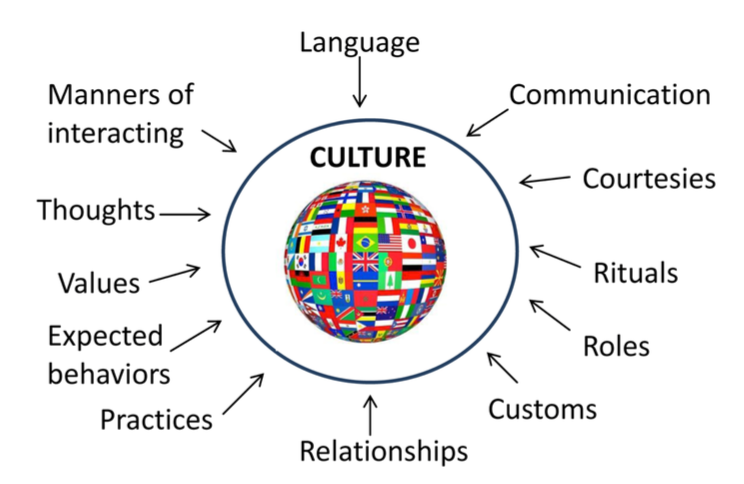 Language
Communication
Courtesies
Rituals
Roles
Customs
Relationships
Practices
Expected
behaviors
Values
Thoughts
Manners of
interacting
CULTURE